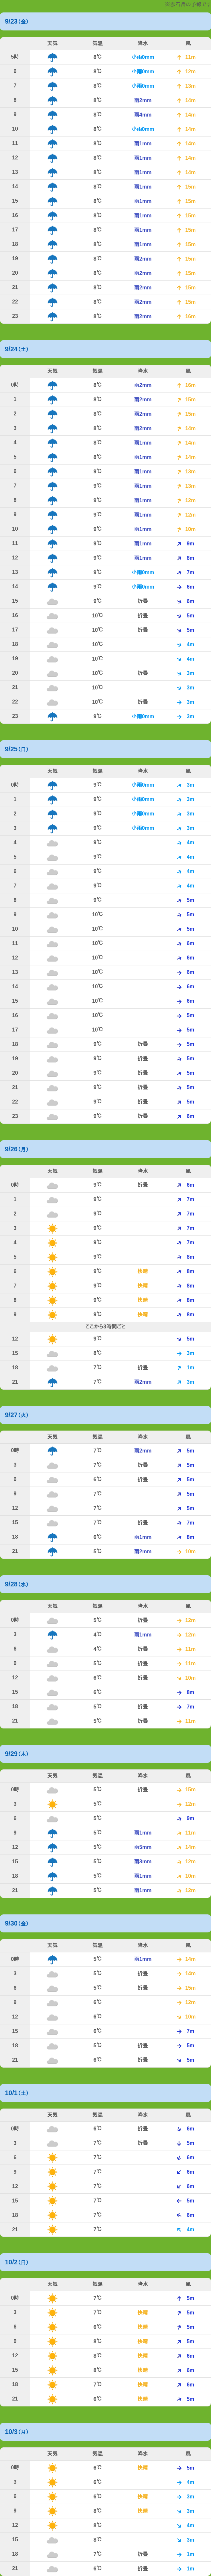 ※表右端の予報です
9/23(金)
天気 気温 降水 風
5時 8℃ 小雨0mm 11m
6 8℃ 小雨0mm 12m
7 8℃ 小雨0mm 13m
8 8℃ 雨2mm 14m
9 8℃ 雨4mm 14m
10 8℃ 小雨0mm 14m
11 8℃ 雨1mm 14m
12 8℃ 雨1mm 14m
13 8℃ 雨1mm 14m
14 8℃ 雨1mm 15m
15 8℃ 雨1mm 15m
16 8℃ 雨1mm 15m
17 8℃ 雨1mm 15m
18 8℃ 雨1mm 15m
19 8℃ 雨2mm 15m
20 8℃ 雨2mm 16m
21 8℃ 雨2mm 15m
22 8℃ 雨2mm 15m
23 8℃ 雨2mm 16m
9/24(土)
天気 気温 降水 風
0時 8℃ 雨2mm 16m
1 8℃ 雨2mm 15m
2 8℃ 雨2mm 15m
3 8℃ 雨2mm 14m
4 8℃ 雨1mm 14m
5 8℃ 雨1mm 14m
6 9℃ 雨1mm 13m
7 9℃ 雨1mm 13m
8 9℃ 雨1mm 12m
9 9℃ 雨1mm 12m
10 9℃ 雨1mm 10m
11 9℃ 雨1mm 9m
12 9℃ 雨1mm 8m
13 9℃ 小雨0mm 7m
14 9℃ 小雨0mm 6m
15 9℃ 折畳 6m
16 10℃ 折畳 5m
17 10℃ 折畳 5m
18 10℃ 4m
19 10℃ 4m
20 10℃ 折畳 3m
21 10℃ 3m
22 10℃ 折畳 3m
23 9℃ 小雨0mm 3m
9/25(日)
天気 気温 降水 風
0時 9℃ 小雨0mm 3m
1 9℃ 小雨0mm 3m
2 9℃ 小雨0mm 3m
3 9℃ 小雨0mm 3m
4 9℃ 4m
5 9℃ 4m
6 9℃ 4m
7 9℃ 4m
8 9℃ 5m
9 10℃ 5m
10 10℃ 5m
11 10℃ 6m
12 10℃ 6m
13 10℃ 6m
14 10℃ 6m
15 10℃ 6m
16 10℃ 5m
17 10℃ 5m
18 9℃ 折畳 5m
19 9℃ 折畳 5m
20 9℃ 折畳 5m
21 9℃ 折畳 5m
22 9℃ 折畳 5m
23 9℃ 折畳 6m
9/26(月)
天気 気温 降水 風
0時 9℃ 折畳 6m
1 8℃ 7m
2 9℃ 7m
3 9℃ 7m
4 9℃ 7m
5 9℃ 8m
6 9℃ 快適 8m
7 9℃ 快適 8m
8 9℃ 快適 8m
9 9℃ 快適 8m
ここから3時間ごと
12 9℃ 5m
15 8℃ 3m
18 7℃ 折畳 1m
21 7℃ 雨2mm 3m
9/27(火)
天気 気温 降水 風
0時 7℃ 雨2mm 5m
3 7℃ 折畳 5m
6 6℃ 折畳 5m
9 7℃ 5m
12 7℃ 5m
15 7℃ 折畳 7m
18 6℃ 雨1mm 8m
21 5℃ 雨2mm 10m
9/28(水)
天気 気温 降水 風
0時 5℃ 折畳 12m
3 4℃ 雨1mm 12m
6 4℃ 折畳 11m
9 5℃ 折畳 11m
12 6℃ 折畳 10m
15 6℃ 8m
18 5℃ 折畳 7m
21 5℃ 折畳 11m
9/29(木)
天気 気温 降水 風
0時 5℃ 折畳 15m
3 5℃ 12m
6 5℃ 9m
9 5℃ 雨1mm 11m
12 5℃ 雨5mm 14m
15 5℃ 雨3mm 12m
18 5℃ 雨1mm 10m
21 5℃ 雨1mm 12m
9/30(金)
天気 気温 降水 風
0時 5℃ 雨1mm 14m
3 5℃ 折畳 14m
6 5℃ 折畳 15m
9 6℃ 12m
12 6℃ 10m
15 6℃ 7m
18 5℃ 折畳 5m
21 6℃ 折畳 5m
10/1(土)
天気 気温 降水 風
0時 6℃ 折畳 6m
3 7℃ 折畳 5m
6 7℃ 6m
9 7℃ 6m
12 7℃ 6m
15 7℃ 5m
18 7℃ 6m
21 7℃ 4m
10/2(日)
天気 気温 降水 風
0時 7℃ 5m
3 7℃ 快適 5m
6 6℃ 快適 5m
9 8℃ 快適 5m
12 8℃ 快適 6m
15 8℃ 快適 6m
18 7℃ 快適 6m
21 6℃ 快適 5m
10/3(月)
天気 気温 降水 風
0時 6℃ 快適 5m
3 6℃ 4m
6 6℃ 快適 3m
9 8℃ 快適 3m
12 8℃ 4m
15 8℃ 3m
18 7℃ 折畳 1m
21 6℃ 折畳 1m